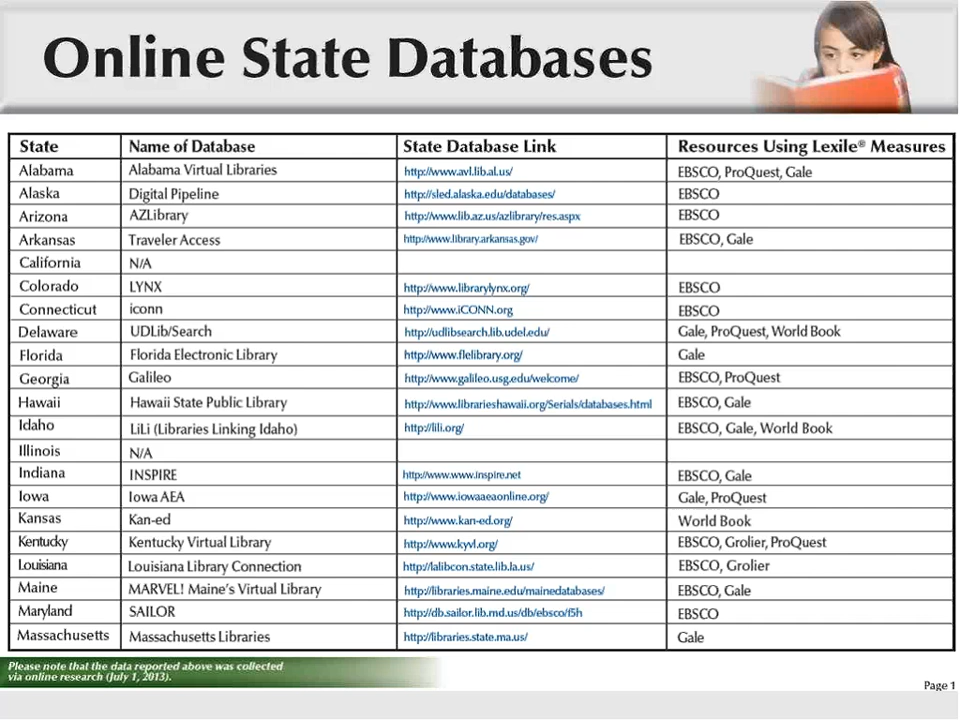 Online State Databases
State Name of Database State Database Link Resources Using Lexile® Measures
Alabama Alabama Virtual Libraries http://www.avl.lib.al.us/ EBSCO, ProQuest, Gale
Alaska Digital Pipeline http://sled.alaska.edu/databases/ EBSCO
Arizona AZLibrary http://www.lib.az.us/azlibrary/res.aspx EBSCO
Arkansas Traveler Access http://www.library.arkansas.gov/ EBSCO, Gale
California N/A
Colorado LYNX http://www.librarylynx.org/ EBSCO
Connecticut iconn http://www.iCONN.org EBSCO
Delaware UDLib/Search http://udlibsearch.lib.udel.edu/ Gale, ProQuest, World Book
Florida Florida Electronic Library http://www.flelibrary.org/ Gale
Georgia Galileo http://www.galileo.usg.edu/welcome/ EBSCO, ProQuest
Hawaii Hawaii State Public Library http://www.librarieshawaii.org/Serials/databases.html EBSCO, Gale
Idaho LiLi (Libraries Linking Idaho) http://lili.org/ EBSCO, Gale, World Book
Illinois N/A
Indiana INSPIRE http://www.www.inspire.net EBSCO, Gale
Iowa Iowa AEA http://www.iowaaeaonline.org/ Gale, ProQuest
Kansas Kan-ed http://www.kan-ed.org/ World Book
Kentucky Kentucky Virtual Library http://www.kyvl.org/ EBSCO, Grolier, ProQuest
Louisiana Louisiana Library Connection http://lalibcon.state.lib.la.us/ EBSCO, Grolier
Maine MARVEL! Maine's Virtual Library http://libraries.maine.edu/mainedatabases/ EBSCO, Gale
Maryland SAILOR http://db.sailor.lib.md.us/db/ebsco/f5h EBSCO
Massachusetts Massachusetts Libraries http://libraries.state.ma.us/ Gale
Please note that the data reported above was collected
via online research (July 1, 2013).
Page 1